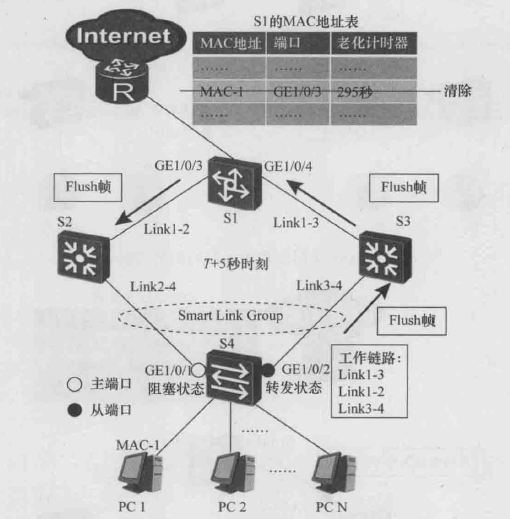 Internet
R
S1的MAC地址表
MAC地址 端口 老化计时器
…… …… ……
MAC-1 GE1/0/3 295秒
清除
…… …… ……
GE1/0/3 GE1/0/4
Flush帧 Flush帧
S1
S2 S3
Link1-2 Link1-3
T+5秒时刻
Link2-4 Link3-4
Smart Link Group
Flush帧
S4
GE1/0/1 GE1/0/2
阻塞状态 转发状态
主端口
从端口
工作链路:
Link1-3
Link1-2
Link3-4
……
MAC-1
……
PC 1 PC 2 PC N